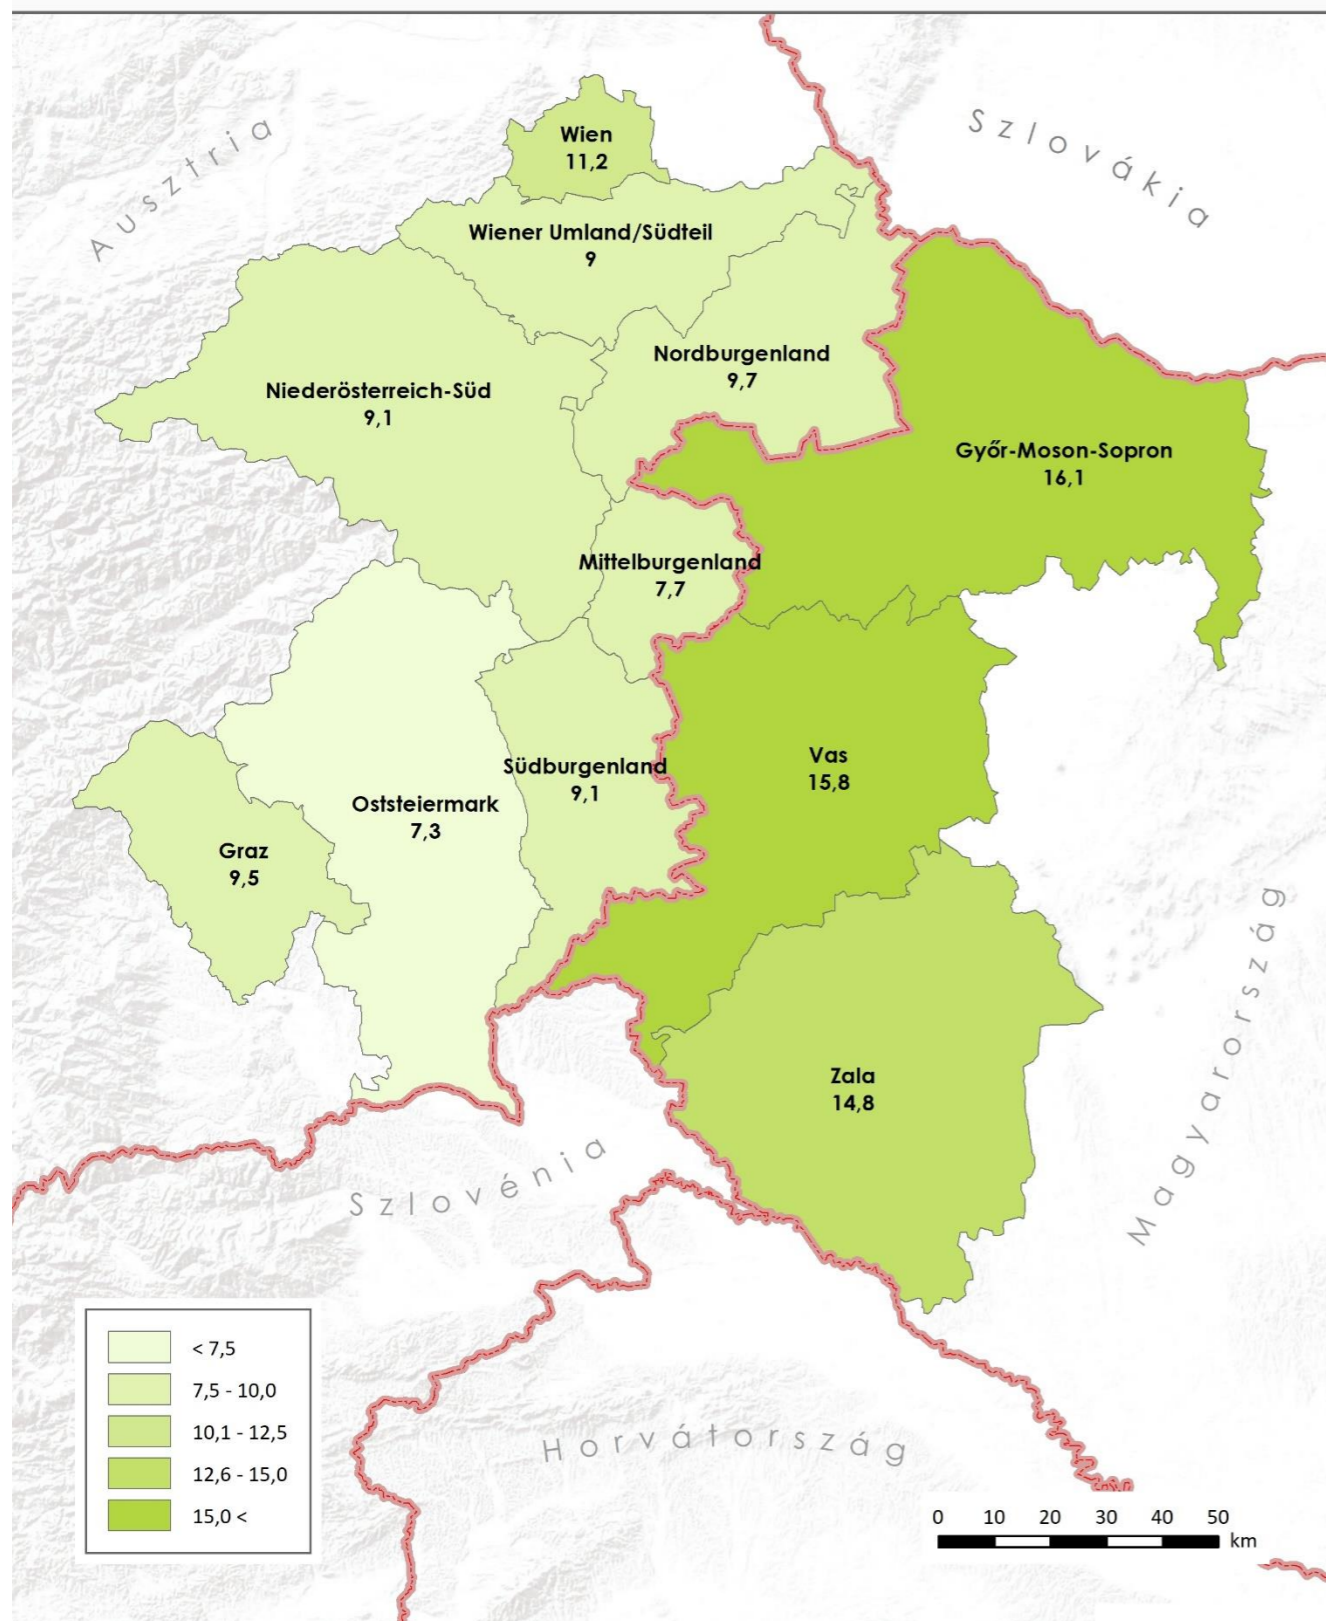 Ausztria
Szlovákia
Wien
11,2
Wiener Umland/Südteil
9
Nordburgenland
9,7
Niederösterreich-Süd
9,1
Győr-Moson-Sopron
16,1
Mittelburgenland
7,7
Vas
15,8
Südburgenland
9,1
Oststeiermark
7,3
Graz
9,5
Magyarország
Zala
14,8
Szlovénia
Horvátország
< 7,5
7,5 - 10,0
10,1 - 12,5
12,6 - 15,0
15,0 <
0 10 20 30 40 50
km